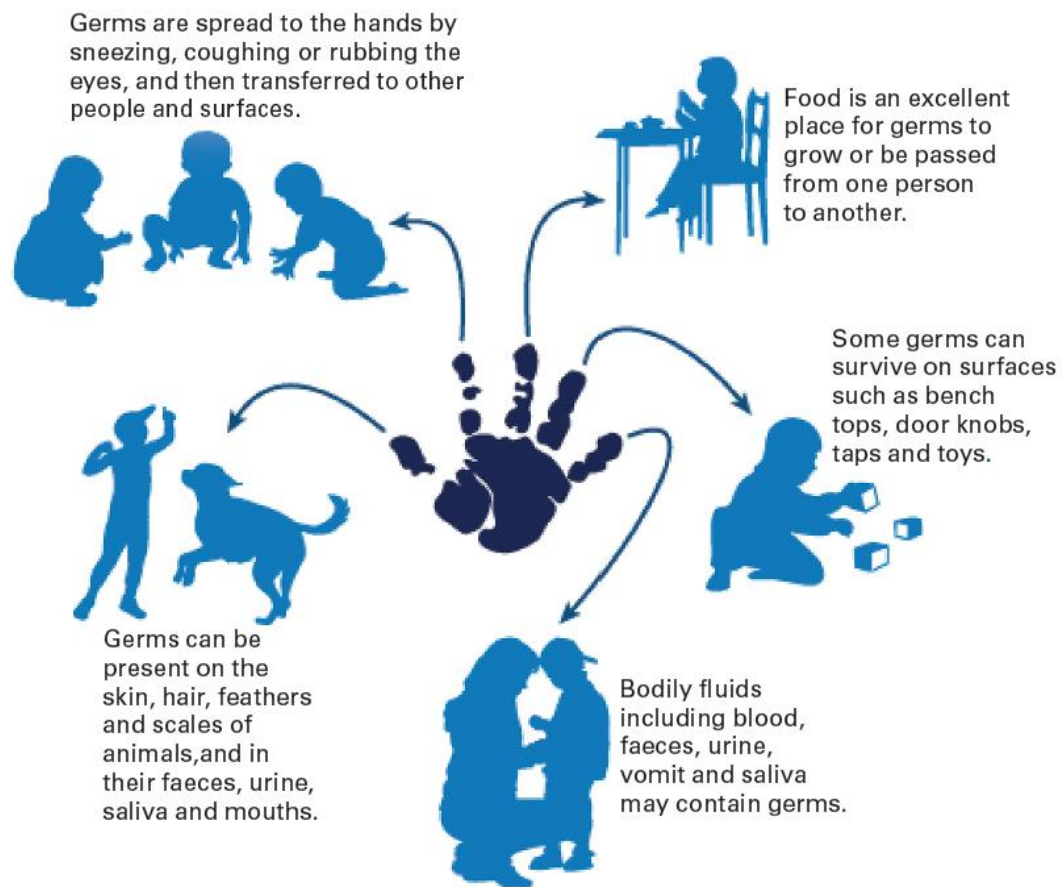 Germs are spread to the hands by
sneezing, coughing or rubbing the
eyes, and then transferred to other
people and surfaces.
Food is an excellent
place for germs to
grow or be passed
from one person
to another.
Some germs can
survive on surfaces
such as bench
tops, door knobs,
taps and toys.
Germs can be
present on the
skin, hair, feathers
and scales of
animals,and in
their faeces, urine,
saliva and mouths.
Bodily fluids
including blood,
faeces, urine,
vomit and saliva
may contain germs.